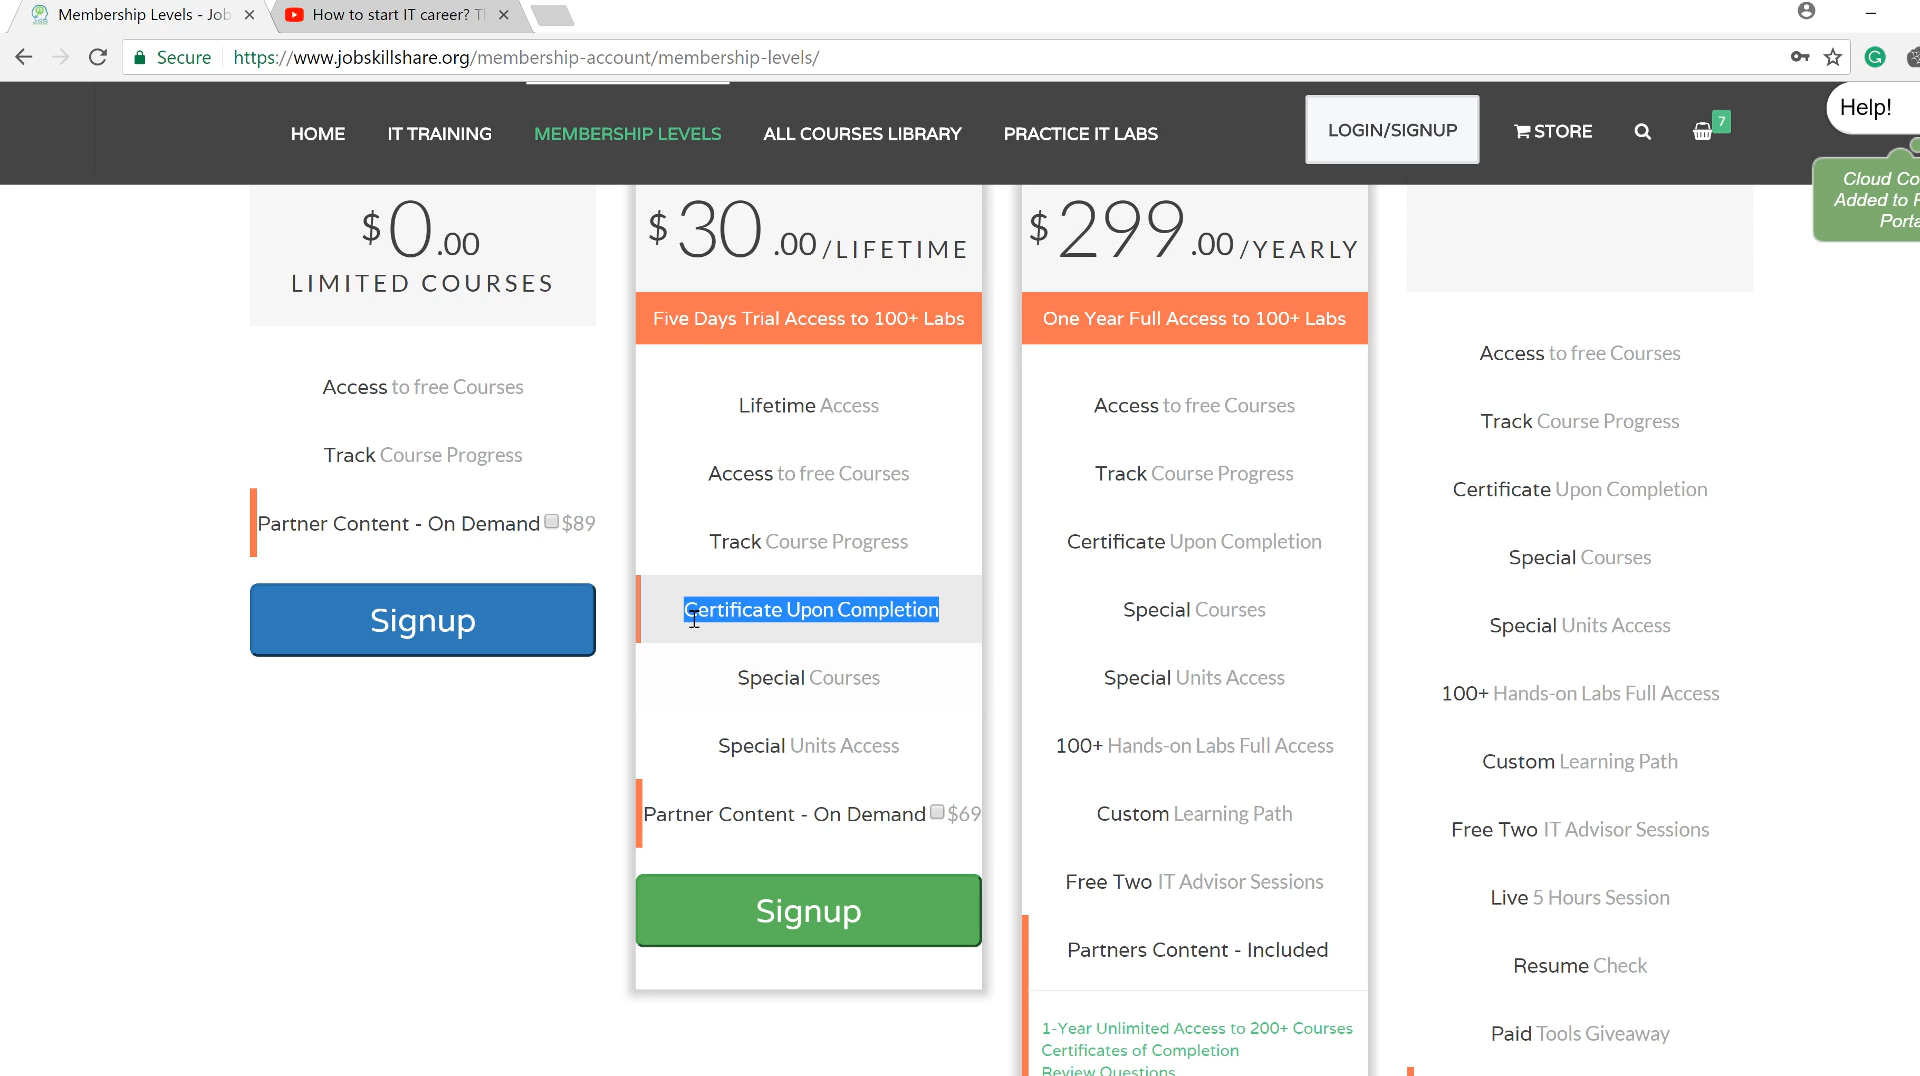 Membership Levels - Job
How to start IT career? Th
Secure
https://www.jobskillshare.org/membership-account/membership-levels/
HOME
IT TRAINING
MEMBERSHIP LEVELS
ALL COURSES LIBRARY
PRACTICE IT LABS
LOGIN/SIGNUP
STORE
7
Help!
Cloud Co
Added to P
Porta
$0.00
LIMITED COURSES
Access to free Courses
Track Course Progress
Partner Content - On Demand $89
Signup
$30.00/LIFETIME
Five Days Trial Access to 100+ Labs
Lifetime Access
Access to free Courses
Track Course Progress
Certificate Upon Completion
Special Courses
Special Units Access
Partner Content - On Demand $69
Signup
$299.00/YEARLY
One Year Full Access to 100+ Labs
Access to free Courses
Track Course Progress
Certificate Upon Completion
Special Courses
Special Units Access
100+ Hands-on Labs Full Access
Custom Learning Path
Free Two IT Advisor Sessions
Partners Content - Included
1-Year Unlimited Access to 200+ Courses
Certificates of Completion
Review Questions
Access to free Courses
Track Course Progress
Certificate Upon Completion
Special Courses
Special Units Access
100+ Hands-on Labs Full Access
Custom Learning Path
Free Two IT Advisor Sessions
Live 5 Hours Session
Resume Check
Paid Tools Giveaway